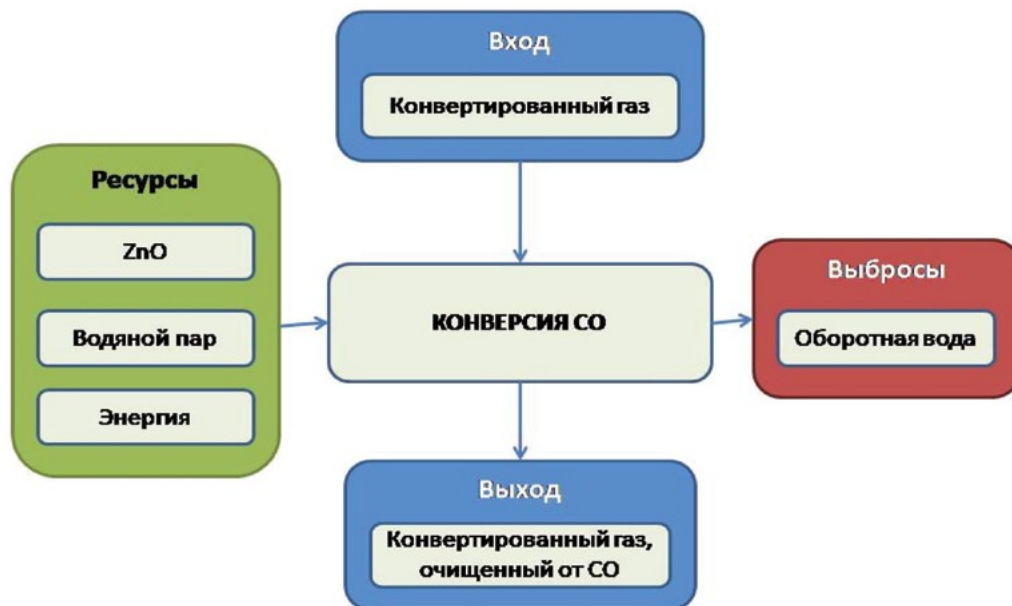 Вход
Конвертированный газ
Ресурсы
ZnO
Водяной пар
Энергия
КОНВЕРСИЯ СО
Выбросы
Оборотная вода
Выход
Конвертированный газ,
очищенный от СО